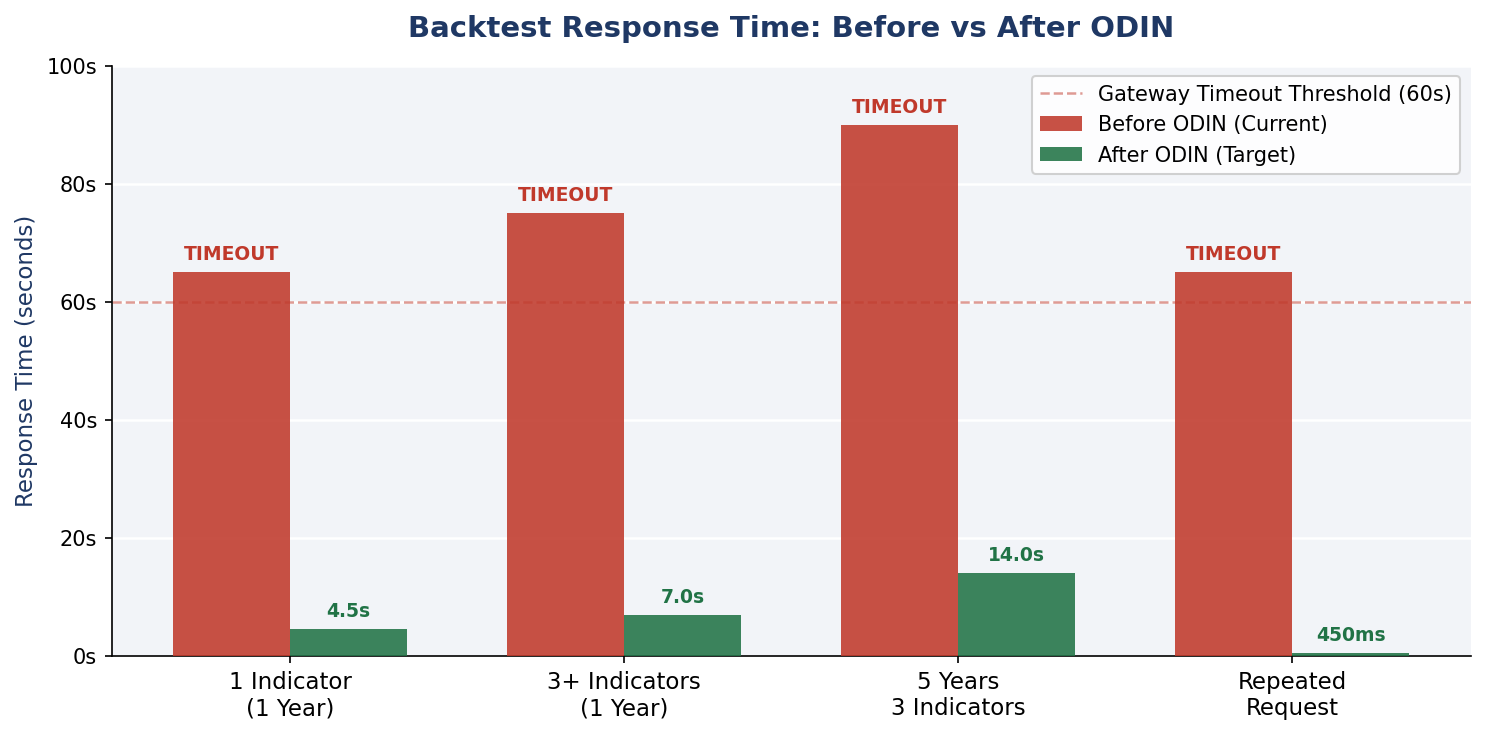 Backtest Response Time: Before vs After ODIN
Response Time (seconds)
100s
80s
60s
40s
20s
0s
Gateway Timeout Threshold (60s)
Before ODIN (Current)
After ODIN (Target)
TIMEOUT
4.5s
TIMEOUT
7.0s
TIMEOUT
14.0s
TIMEOUT
450ms
1 Indicator
(1 Year)
3+ Indicators
(1 Year)
5 Years
3 Indicators
Repeated
Request